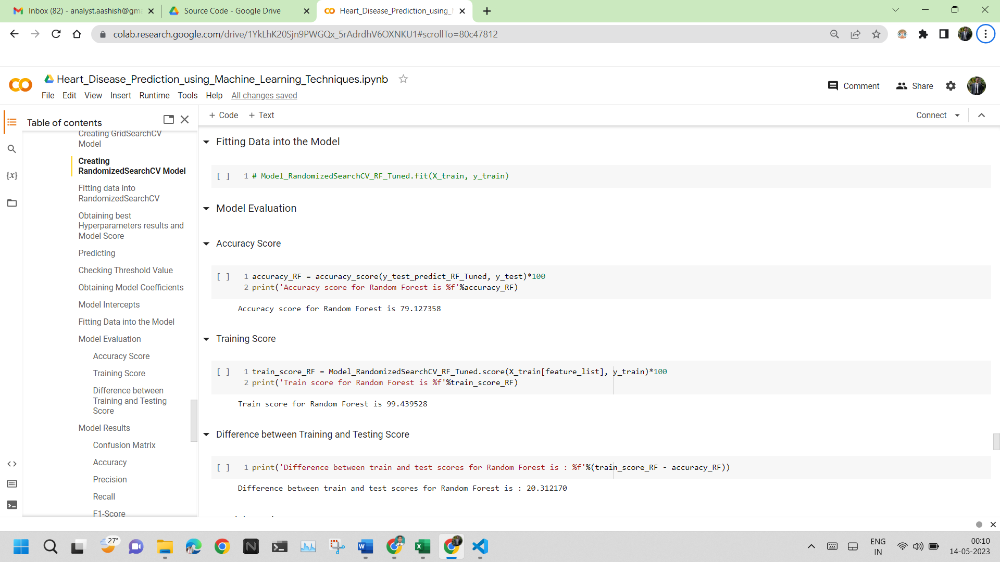 Inbox (82) - analyst.aashish@gm
Source Code - Google Drive
Heart_Disease_Prediction_using_
colab.research.google.com/drive/1YkLhK20Sjn9PWGQx_5rAdrdhV6OXNKU1#scrollTo=80c47812
Heart_Disease_Prediction_using_Machine_Learning_Techniques.ipynb
File Edit View Insert Runtime Tools Help All changes saved
Comment
Share
Table of contents
+ Code + Text
Connect
Creating GridSearchCV
Model
Creating
RandomizedSearchCV Model
Fitting data into
RandomizedSearchCV
Obtaining best
Hyperparameters results and
Model Score
Predicting
Checking Threshold Value
Obtaining Model Coefficients
Model Intercepts
Fitting Data into the Model
Model Evaluation
Accuracy Score
Training Score
Difference between
Training and Testing
Score
Model Results
Confusion Matrix
Accuracy
Precision
Recall
F1-Score
{x}
Fitting Data into the Model
[ ] 1 # Model_RandomizedSearchCV_RF_Tuned.fit(X_train, y_train)
Model Evaluation
Accuracy Score
[ ] 1 accuracy_RF = accuracy_score(y_test_predict_RF_Tuned, y_test)*100
2 print('Accuracy score for Random Forest is %f'%accuracy_RF)
Accuracy score for Random Forest is 79.127358
Training Score
[ ] 1 train_score_RF = Model_RandomizedSearchCV_RF_Tuned.score(X_train[feature_list], y_train)*100
2 print('Train score for Random Forest is %f'%train_score_RF)
Train score for Random Forest is 99.439528
Difference between Training and Testing Score
[ ] 1 print('Difference between train and test scores for Random Forest is : %f'%(train_score_RF - accuracy_RF))
Difference between train and test scores for Random Forest is : 20.312170
27°
ENG
IN
00:10
14-05-2023